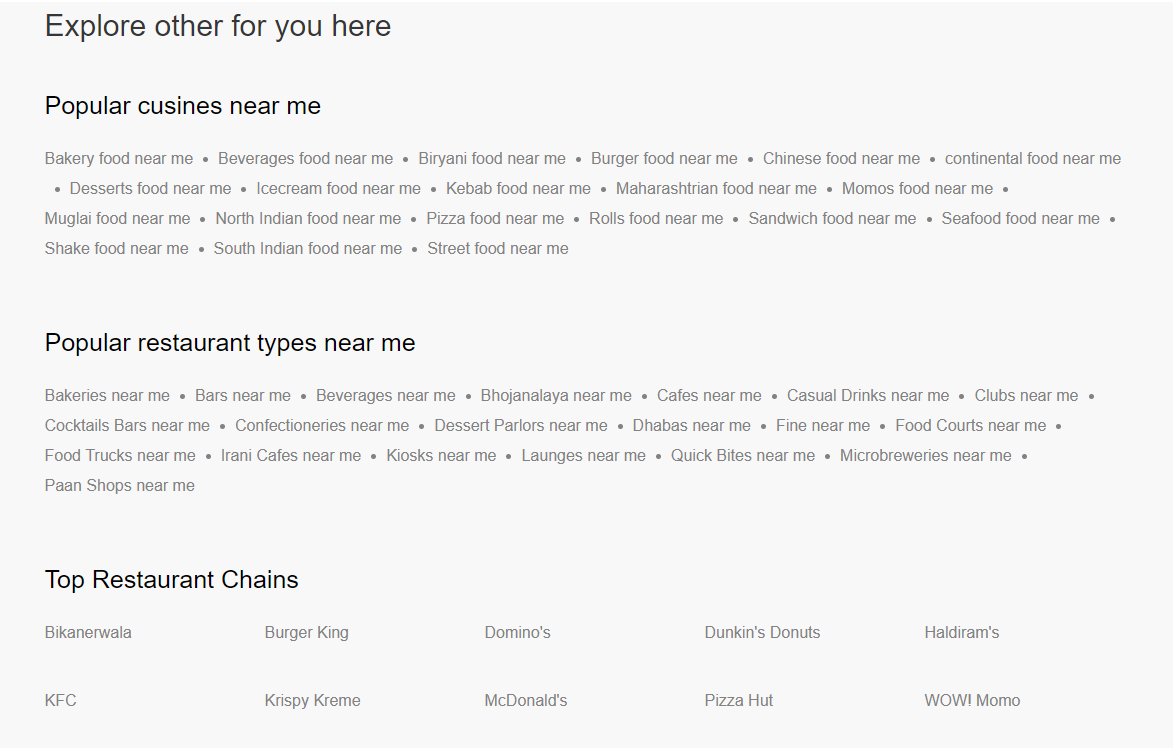 Explore other for you here
Popular cusines near me
Bakery food near me • Beverages food near me • Biryani food near me • Burger food near me • Chinese food near me • continental food near me
• Desserts food near me • Icecream food near me • Kebab food near me • Maharashtrian food near me • Momos food near me •
Muglai food near me • North Indian food near me • Pizza food near me • Rolls food near me • Sandwich food near me • Seafood food near me •
Shake food near me • South Indian food near me • Street food near me
Popular restaurant types near me
Bakeries near me • Bars near me • Beverages near me • Bhojanalaya near me • Cafes near me • Casual Drinks near me • Clubs near me •
Cocktails Bars near me • Confectioneries near me • Dessert Parlors near me • Dhabas near me • Fine near me • Food Courts near me •
Food Trucks near me • Irani Cafes near me • Kiosks near me • Launges near me • Quick Bites near me • Microbreweries near me •
Paan Shops near me
Top Restaurant Chains
Bikanerwala Burger King Domino's Dunkin's Donuts Haldiram's
KFC Krispy Kreme McDonald's Pizza Hut WOW! Momo